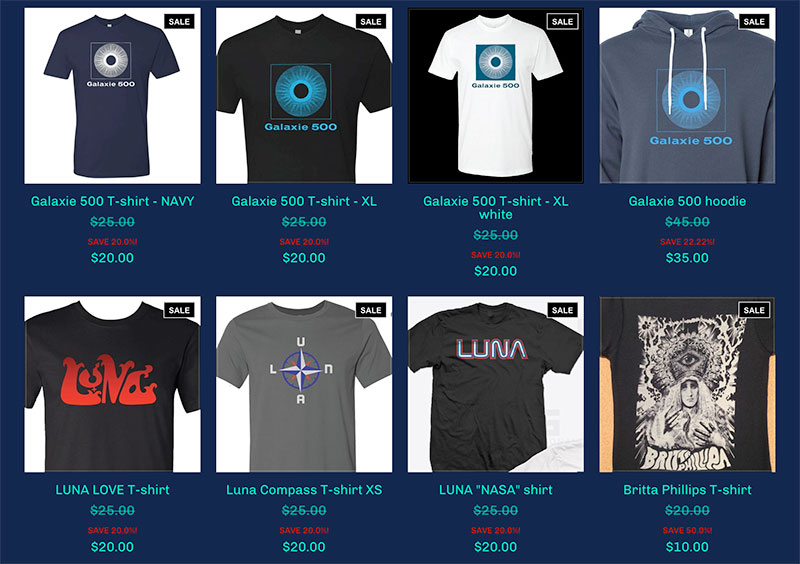 SALE
SALE
SALE
SALE
Galaxie 500
Galaxie 500
Galaxie 500
Galaxie 500
Galaxie 500 T-shirt - NAVY
$25.00
SAVE 20.0%!
$20.00
Galaxie 500 T-shirt - XL
$25.00
SAVE 20.0%!
$20.00
Galaxie 500 T-shirt - XL
white
$25.00
SAVE 20.0%!
$20.00
Galaxie 500 hoodie
$45.00
SAVE 22.22%!
$35.00
SALE
SALE
SALE
SALE
LUNA
L U N A
LUNA
BRITTA PHILLIPS
LUNA LOVE T-shirt
$25.00
SAVE 20.0%!
$20.00
Luna Compass T-shirt XS
$25.00
SAVE 20.0%!
$20.00
LUNA "NASA" shirt
$25.00
SAVE 20.0%!
$20.00
Britta Phillips T-shirt
$20.00
SAVE 50.0%!
$10.00